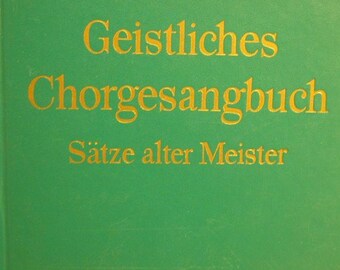 Geistliches
Chorgesangbuch
Sätze alter Meister